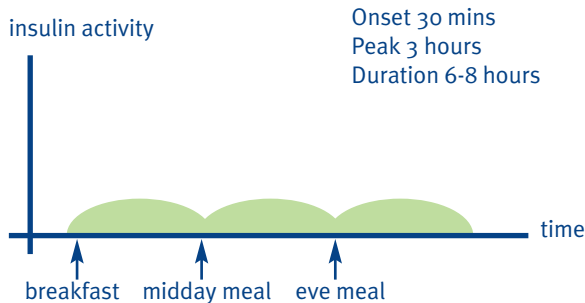 insulin activity
Onset 30 mins
Peak 3 hours
Duration 6-8 hours
time
breakfast
midday meal
eve meal